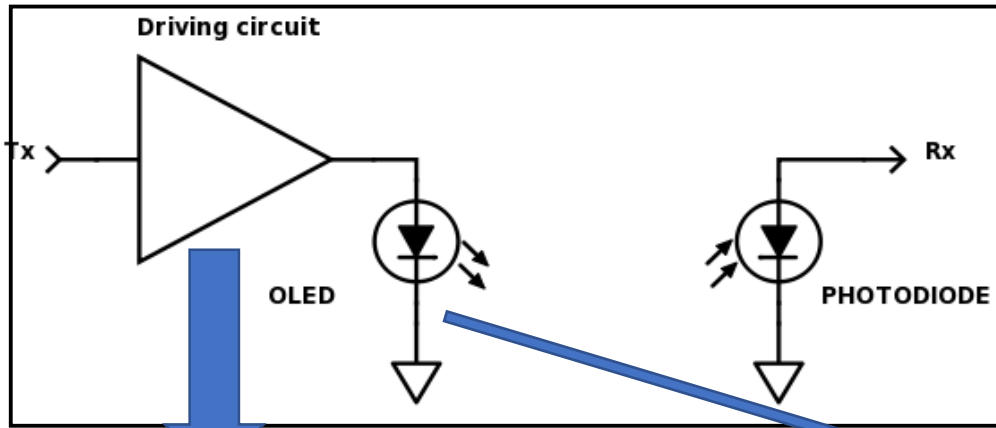 Driving circuit
Tx
Rx
OLED
PHOTODIODE